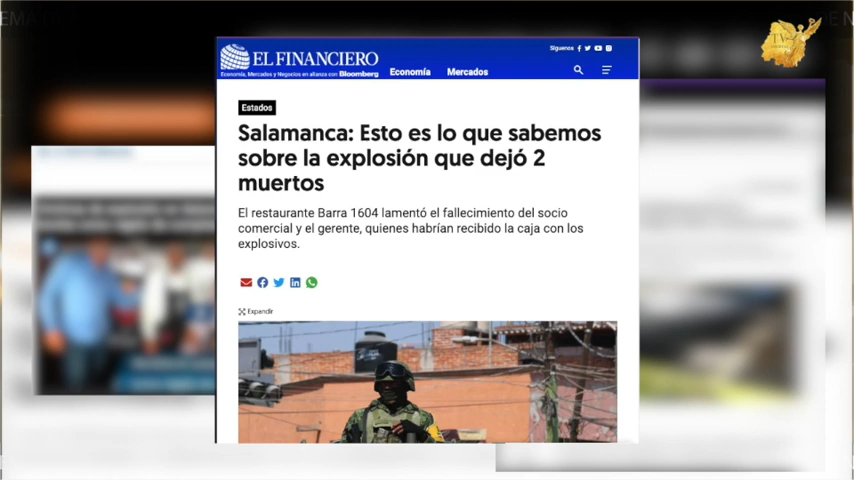 EL FINANCIERO
Economía, Mercados y Negocios en alianza con Bloomberg
Economía
Mercados
Síguenos
Estados
Salamanca: Esto es lo que sabemos
sobre la explosión que dejó 2
muertos
El restaurante Barra 1604 lamentó el fallecimiento del socio
comercial y el gerente, quienes habrían recibido la caja con los
explosivos.
Expandir
TV